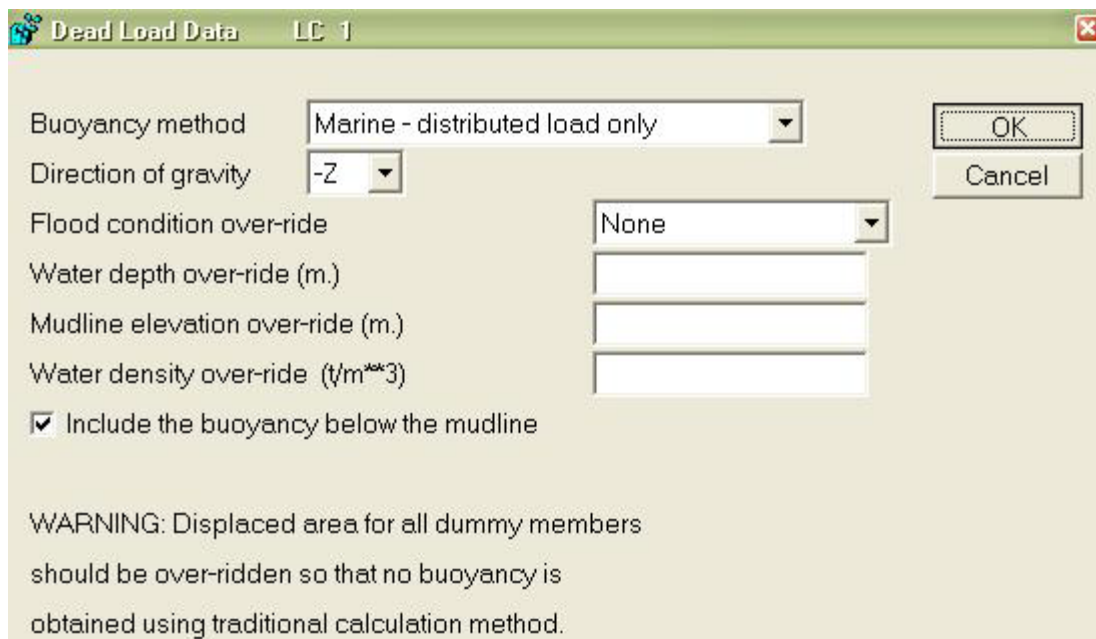 Dead Load Data LC 1
Buoyancy method Marine - distributed load only OK
Direction of gravity -Z Cancel
Flood condition over-ride None
Water depth over-ride (m.)
Mudline elevation over-ride (m.)
Water density over-ride (t/m**3)
Include the buoyancy below the mudline
WARNING: Displaced area for all dummy members
should be over-ridden so that no buoyancy is
obtained using traditional calculation method.